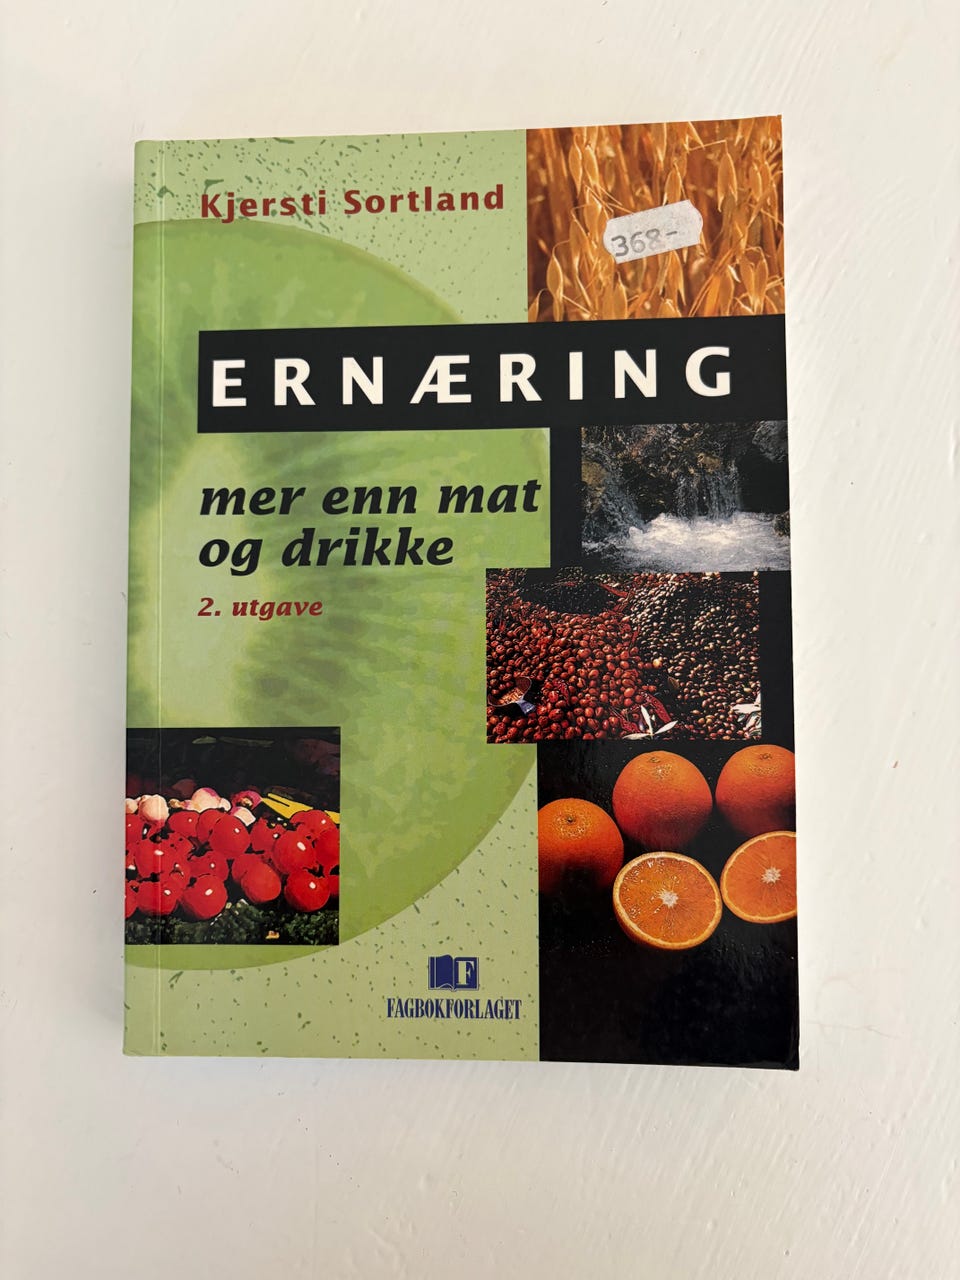 Kjersti Sortland
368-
ERNÆRING
mer enn mat
og drikke
2. utgave
F
FAGBOKFORLAGET